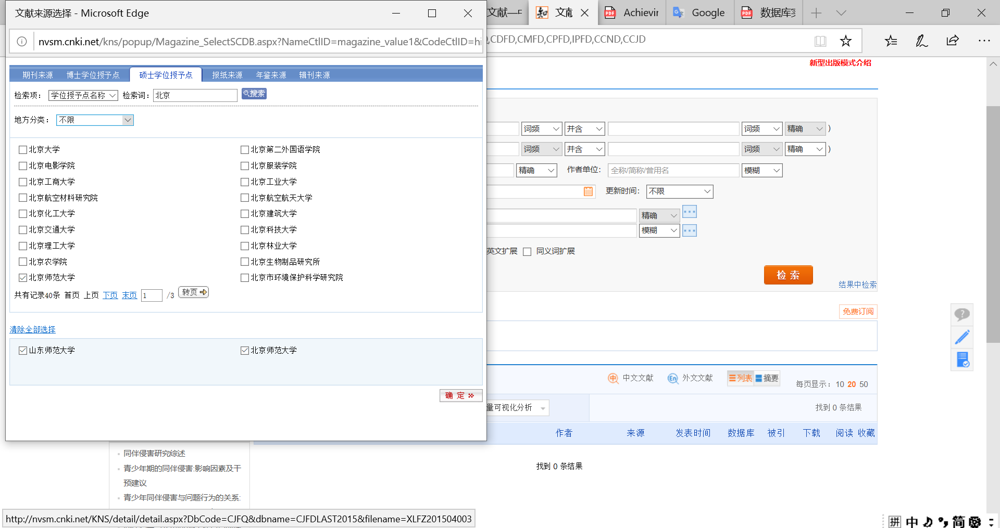 文献来源选择 - Microsoft Edge
nvsm.cnki.net/kns/popup/Magazine_SelectSCDB.aspx?NameCtlID=magazine_value1&CodeCtlID=hi
期刊来源 博士学位授予点 硕士学位授予点 报纸来源 年鉴来源 辑刊来源
检索项： 学位授予点名称 检索词： 北京 搜索
地方分类： 不限
北京大学 北京第二外国语学院
北京电影学院 北京服装学院
北京工商大学 北京工业大学
北京航空材料研究院 北京航空航天大学
北京化工大学 北京建筑大学
北京交通大学 北京科技大学
北京理工大学 北京林业大学
北京农学院 北京生物制品研究所
北京师范大学 北京市环境保护科学研究院
共有记录40条 首页 上页 下页 末页 1 /3 转页
清除全部选择
山东师范大学 北京师范大学
确 定
文献 Achievin Google 数据库实
,CDFD,CMFD,CPFD,IPFD,CCND,CCJD
新型出版模式介绍
词频 并含 词频 精确 )
词频 并含 词频 精确 )
精确 作者单位： 全称/简称/曾用名 模糊
更新时间： 不限
精确
模糊
英文扩展 同义词扩展
检 索
结果中检索
免费订阅
中文文献 外文文献 列表 摘要 每页显示： 10 20 50
量可视化分析 找到 0 条结果
作者 来源 发表时间 数据库 被引 下载 阅读 收藏
找到 0 条结果
同伴侵害研究综述
青少年期的同伴侵害:影响因素及干
预建议
青少年同伴侵害与问题行为的关系:
http://nvsm.cnki.net/KNS/detail/detail.aspx?DbCode=CJFQ&dbname=CJFDLAST2015&filename=XLFZ201504003
拼 中 简